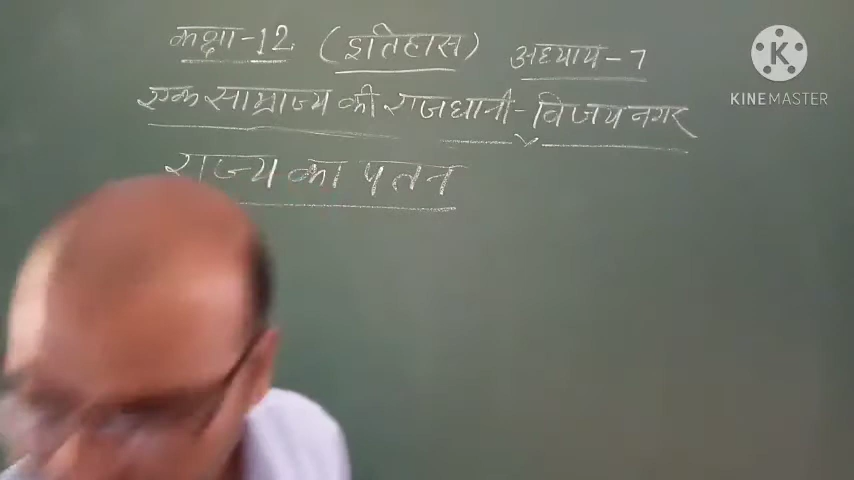 कक्षा-12 (इतिहास) अध्याय-7
एक साम्राज्य की राजधानी-विजयनगर
राज्य का पतन
KINEMASTER